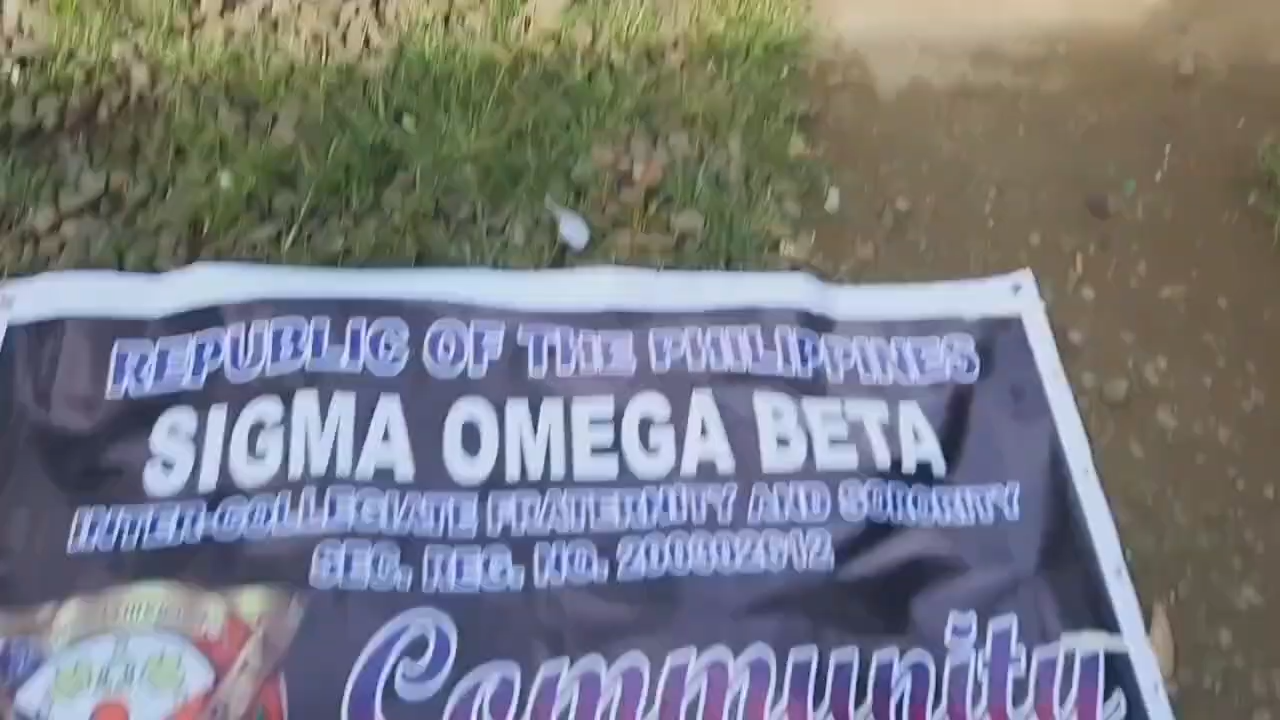 REPUBLIC OF THE PHILIPPINES
SIGMA OMEGA BETA
INTER-COLLEGIATE FRATERNITY AND SORORITY
SEC. REG. NO.
Community